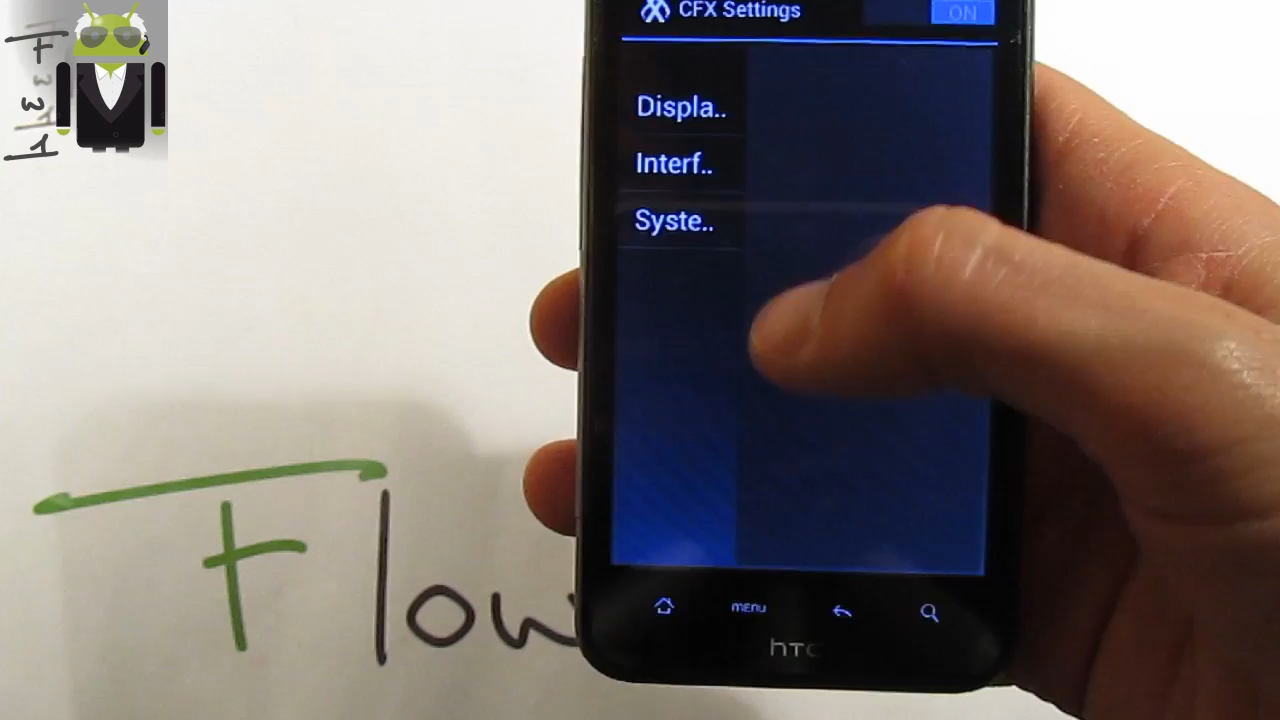 CFX Settings ON
Displa..
Interf..
Syste..
Flow
MENU
hTC